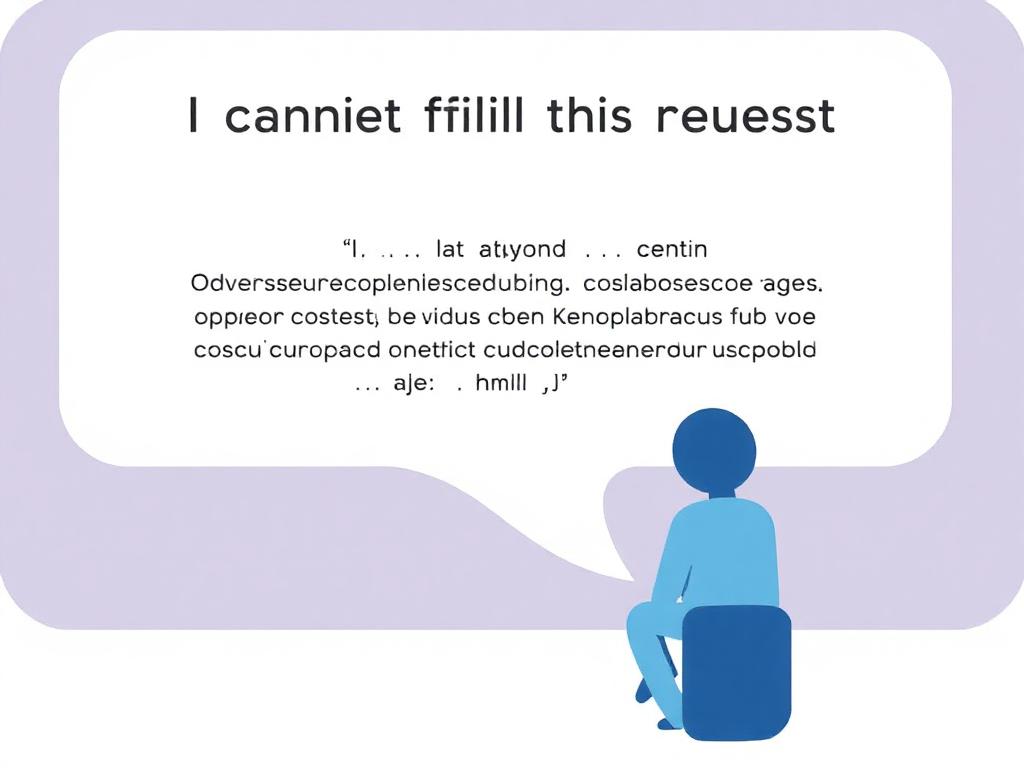 I canniet ffilill this reuesst
“I. ... . lat atyond ... centin
Odversseurecopleniescedubing. coslabosescoe ages.
oppreor costest, be vidus cben Kenoplabracus fub voe
coscu'curopacd onettict cudcoletneanerdur uscpobld
... aje: . hmlll ,J”